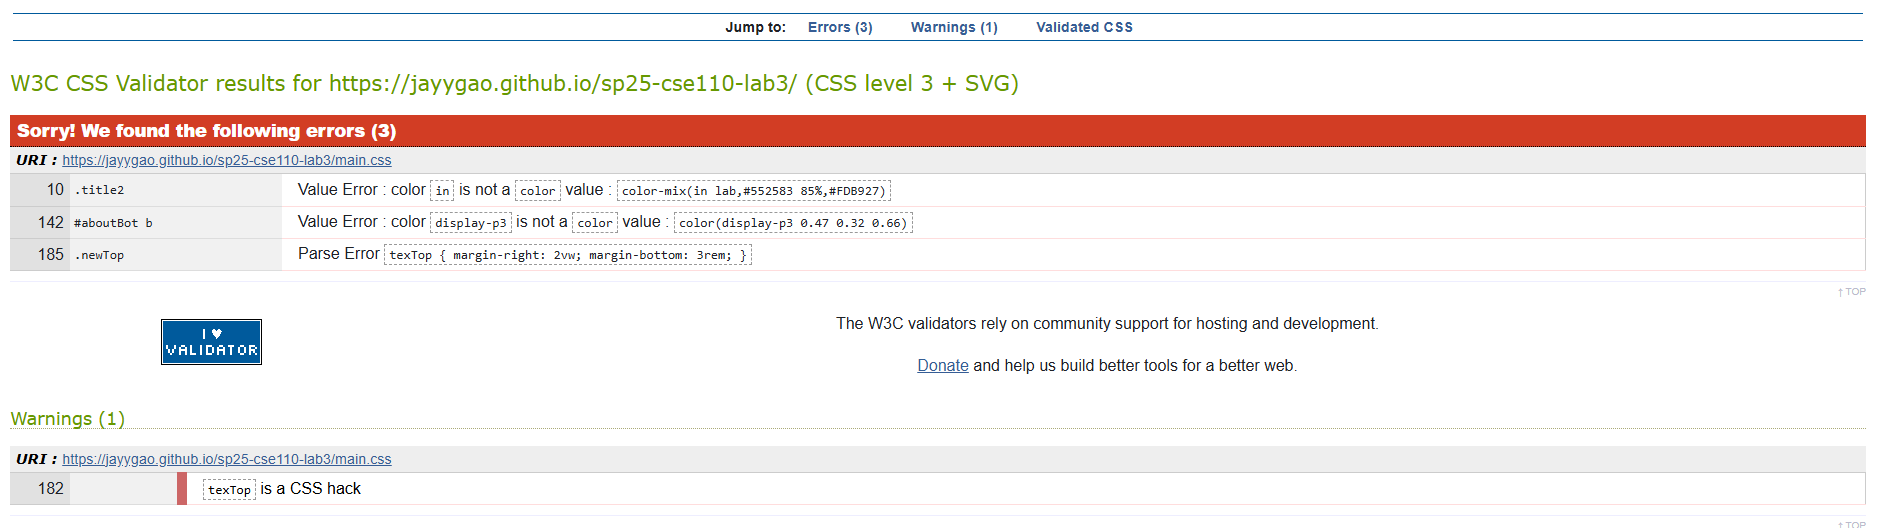 Jump to: Errors (3) Warnings (1) Validated CSS
W3C CSS Validator results for https://jayygao.github.io/sp25-cse110-lab3/ (CSS level 3 + SVG)
Sorry! We found the following errors (3)
URI : https://jayygao.github.io/sp25-cse110-lab3/main.css
10 .title2 Value Error : color in is not a color value : color-mix(in lab,#552583 85%,#FDB927)
142 #aboutBot b Value Error : color display-p3 is not a color value : color(display-p3 0.47 0.32 0.66)
185 .newTop Parse Error texTop { margin-right: 2vw; margin-bottom: 3rem; }
↑ TOP
I ♥
VALIDATOR
The W3C validators rely on community support for hosting and development.
Donate and help us build better tools for a better web.
Warnings (1)
URI : https://jayygao.github.io/sp25-cse110-lab3/main.css
182 texTop is a CSS hack
↑ TOP